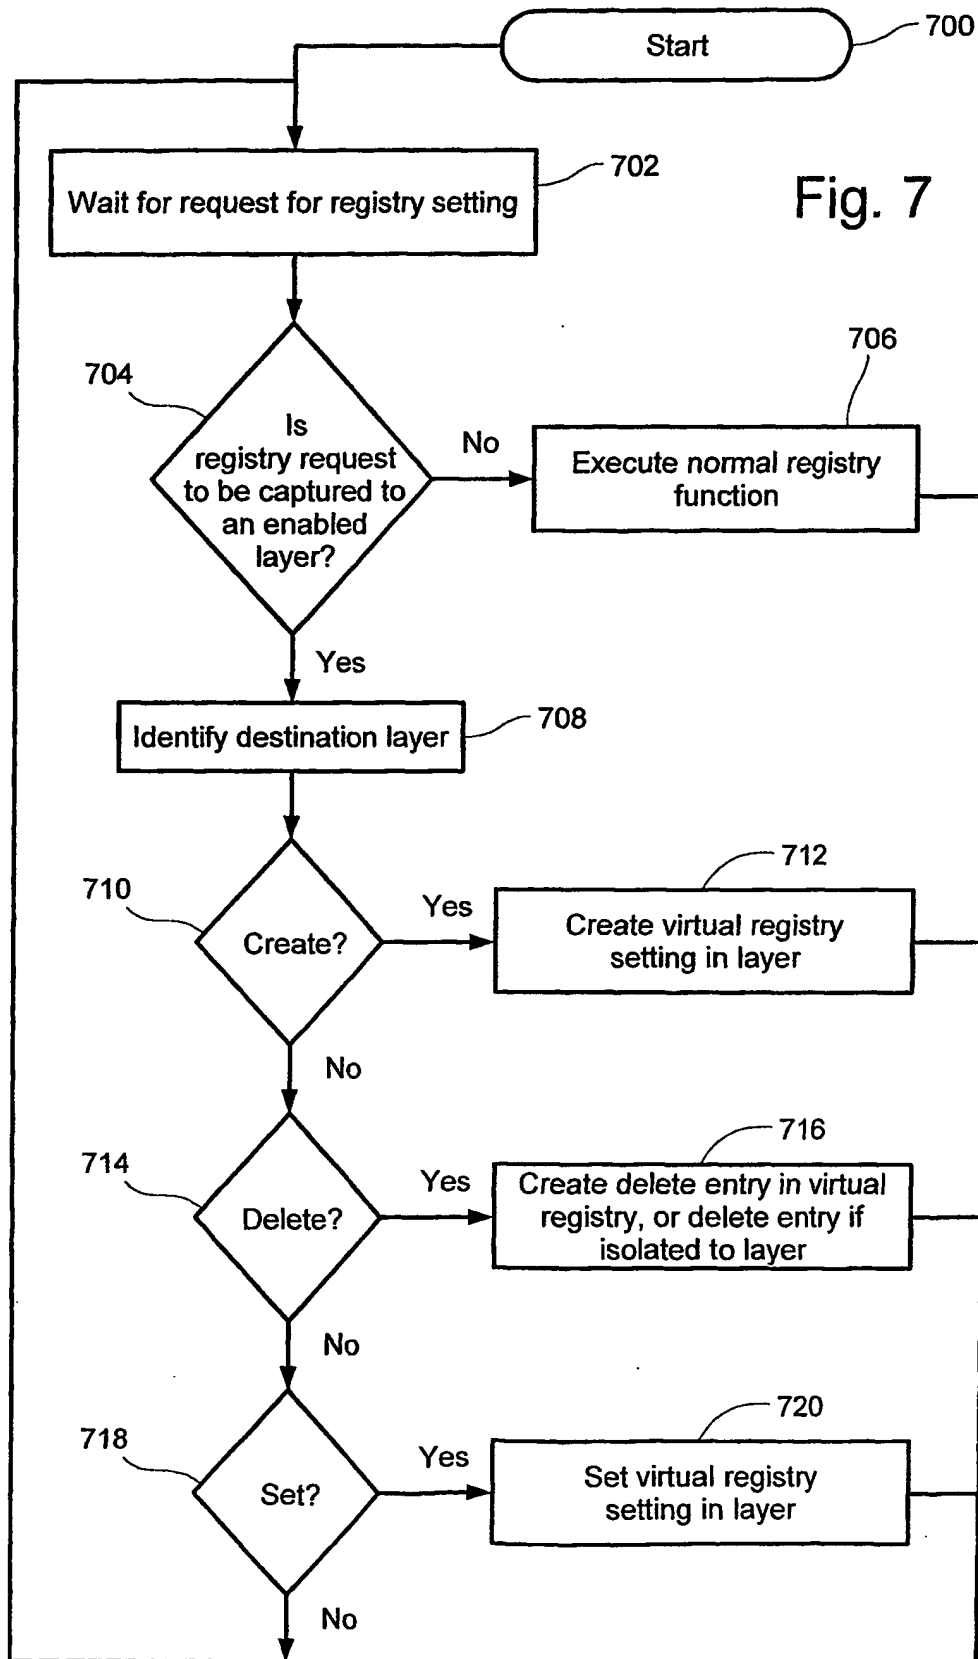 Start
700
Wait for request for registry setting
702
Fig. 7
704
Is
registry request
to be captured to
an enabled
layer?
No
706
Execute normal registry
function
Yes
Identify destination layer
708
710
Create?
Yes
712
Create virtual registry
setting in layer
No
714
Delete?
Yes
716
Create delete entry in virtual
registry, or delete entry if
isolated to layer
No
718
Set?
Yes
720
Set virtual registry
setting in layer
No